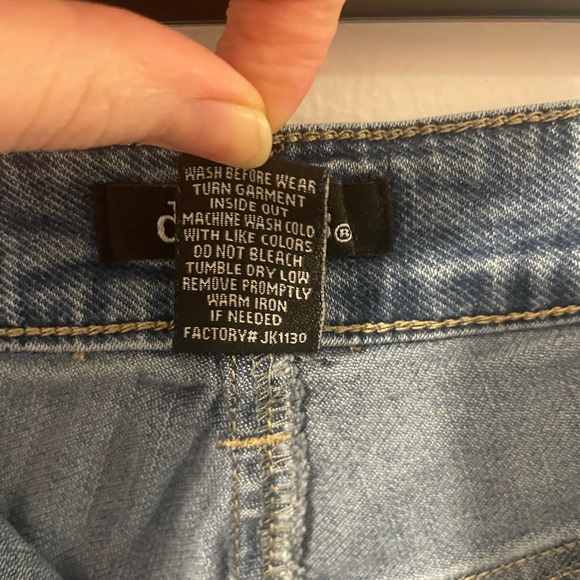 WASH BEFORE WEAR
TURN GARMENT
INSIDE OUT
MACHINE WASH COLD
WITH LIKE COLORS
DO NOT BLEACH
TUMBLE DRY LOW
REMOVE PROMPTLY
WARM IRON
IF NEEDED
FACTORY# JK1130
®